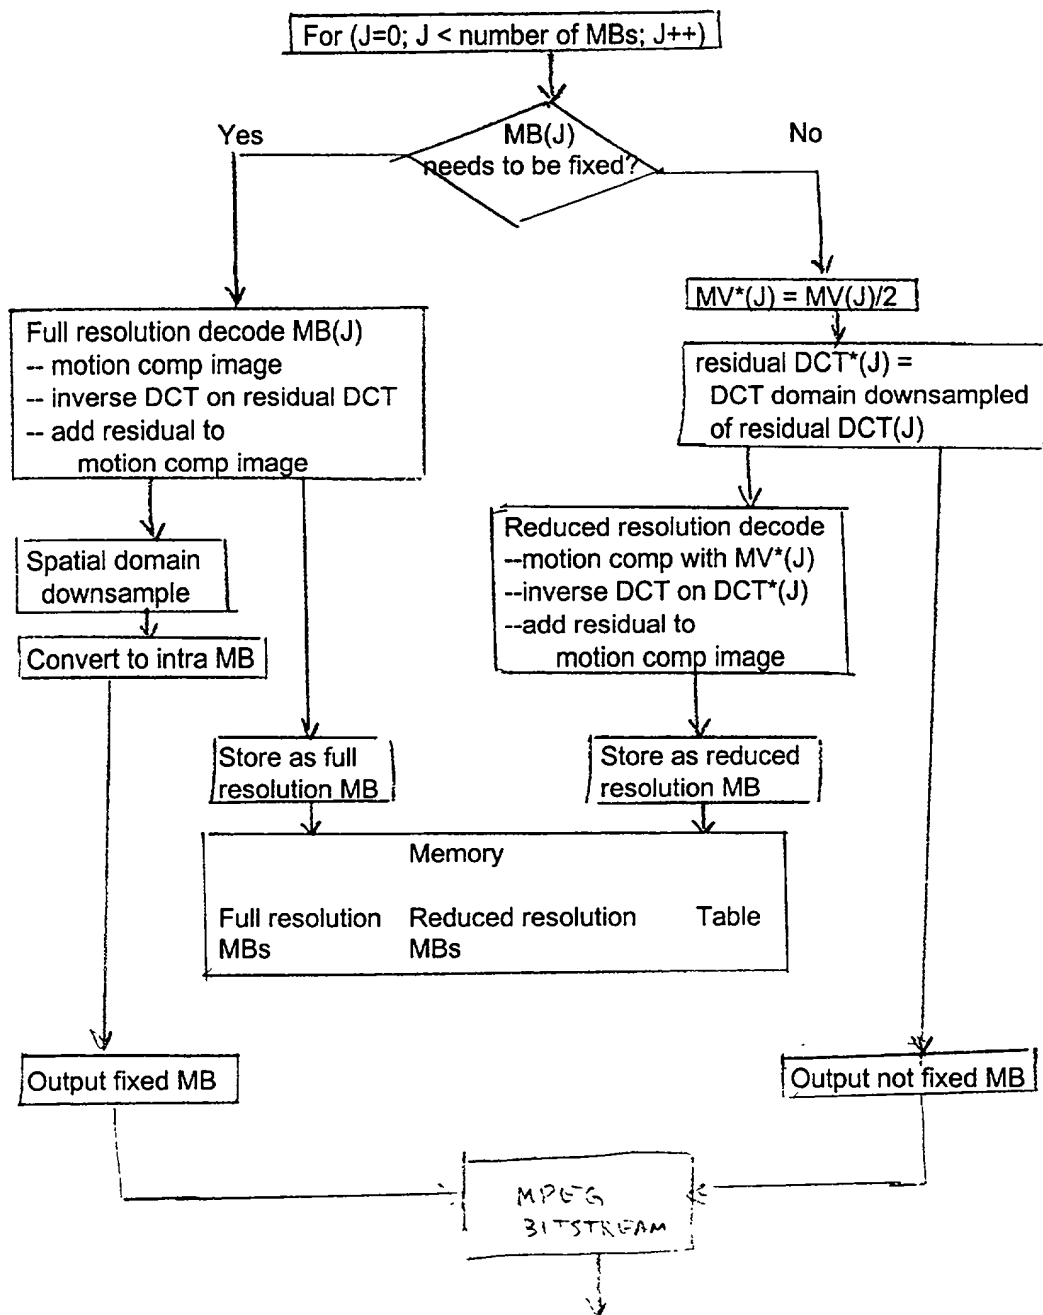 For (J=0; J < number of MBs; J++)
Yes
MB(J)
needs to be fixed?
No
MV*(J) = MV(J)/2
Full resolution decode MB(J)
-- motion comp image
-- inverse DCT on residual DCT
-- add residual to
motion comp image
residual DCT*(J) =
DCT domain downsampled
of residual DCT(J)
Spatial domain
downsample
Convert to intra MB
Reduced resolution decode
--motion comp with MV*(J)
--inverse DCT on DCT*(J)
--add residual to
motion comp image
Store as full
resolution MB
Store as reduced
resolution MB
Memory
Full resolution
MBs
Reduced resolution
MBs
Table
Output fixed MB
Output not fixed MB
MPEG
BITSTREAM